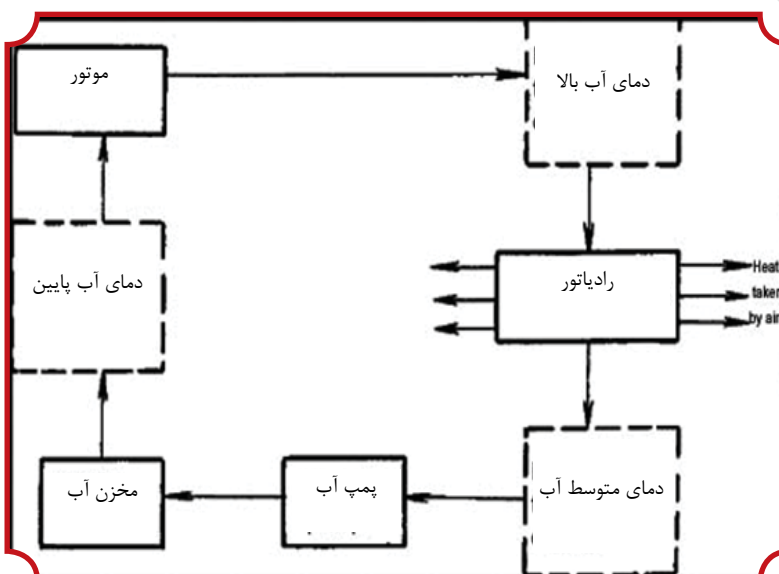 موتور
دمای آب بالا
دمای آب پایین
رادیاتور
Heat
taken
by air
مخزن آب
پمپ آب
دمای متوسط آب